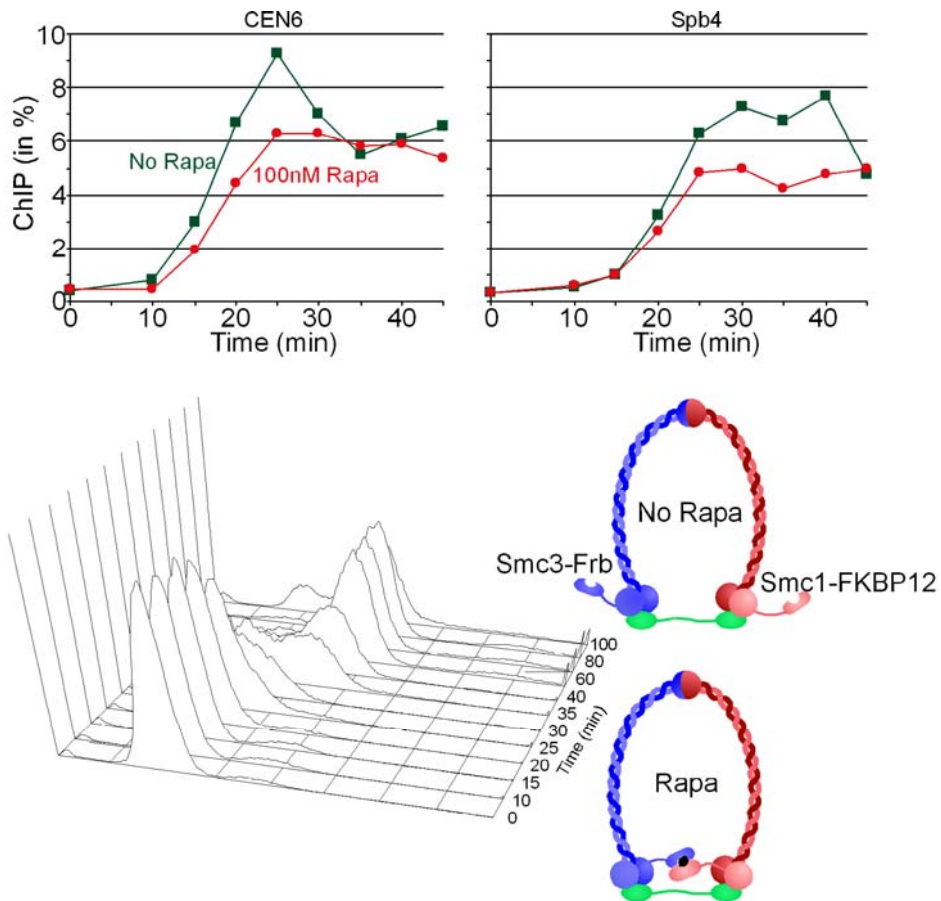 CEN6
Spb4
10
8
6
4
2
0
ChIP (in %)
No Rapa
100nM Rapa
0 10 20 30 40
Time (min)
0 10 20 30 40
Time (min)
No Rapa
Smc3-Frb
Smc1-FKBP12
100
80
60
40
35
30
25
20
15
10
0
Time (min)
Rapa